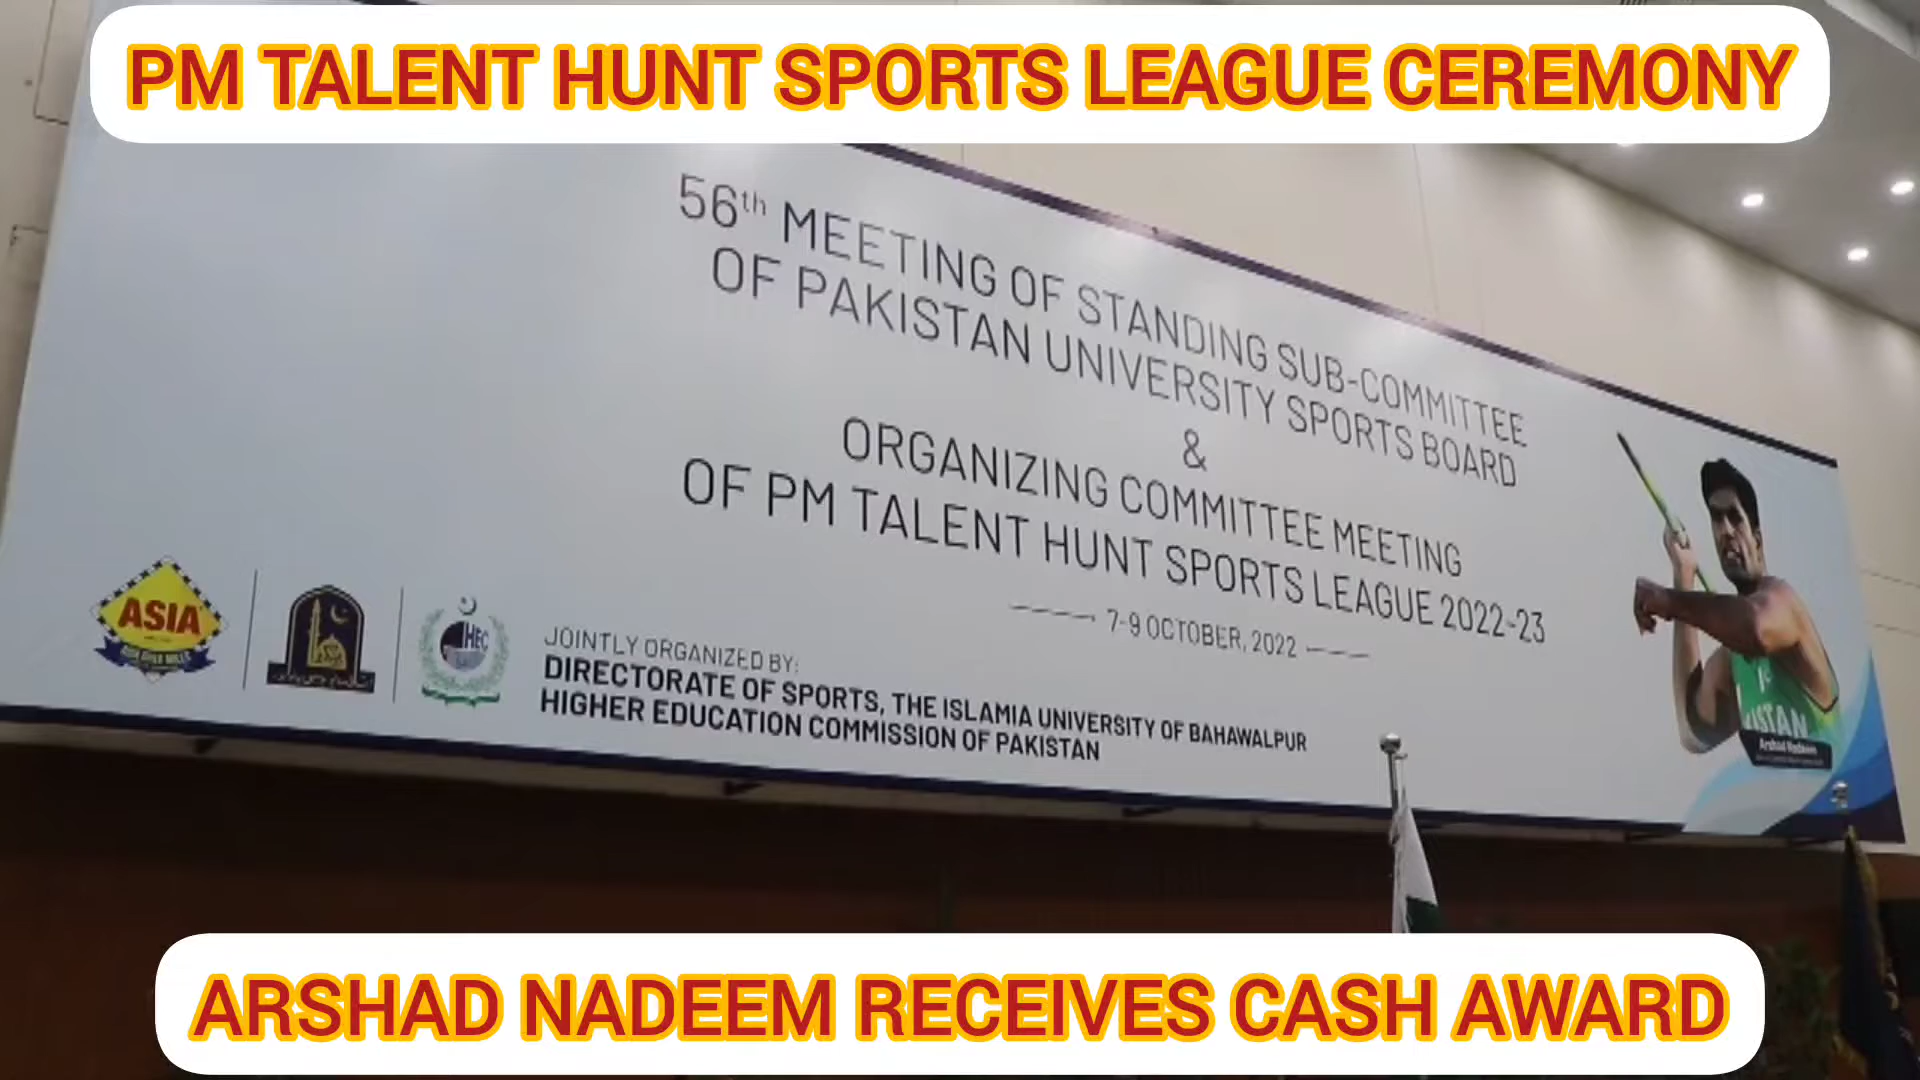 PM TALENT HUNT SPORTS LEAGUE CEREMONY
56th MEETING OF STANDING SUB-COMMITTEE
OF PAKISTAN UNIVERSITY SPORTS BOARD
&
ORGANIZING COMMITTEE MEETING
OF PM TALENT HUNT SPORTS LEAGUE 2022-23
7-9 OCTOBER, 2022
ASIA
HEC
JOINTLY ORGANIZED BY:
DIRECTORATE OF SPORTS, THE ISLAMIA UNIVERSITY OF BAHAWALPUR
HIGHER EDUCATION COMMISSION OF PAKISTAN
Arshad Nadeem
ARSHAD NADEEM RECEIVES CASH AWARD